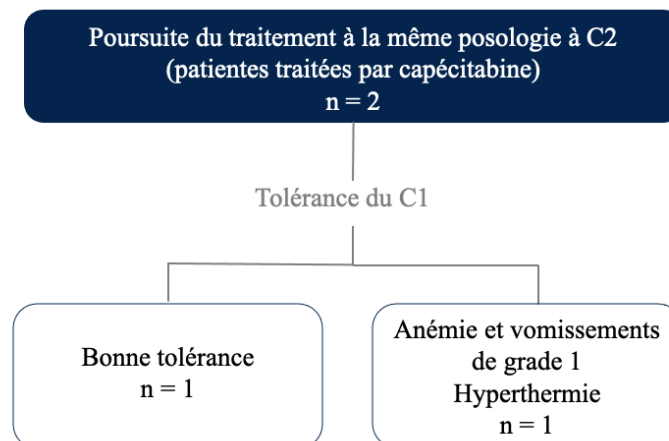 Poursuite du traitement à la même posologie à C2
(patientes traitées par capécitabine)
n = 2
Tolérance du C1
Bonne tolérance
n = 1
Anémie et vomissements
de grade 1
Hyperthermie
n = 1